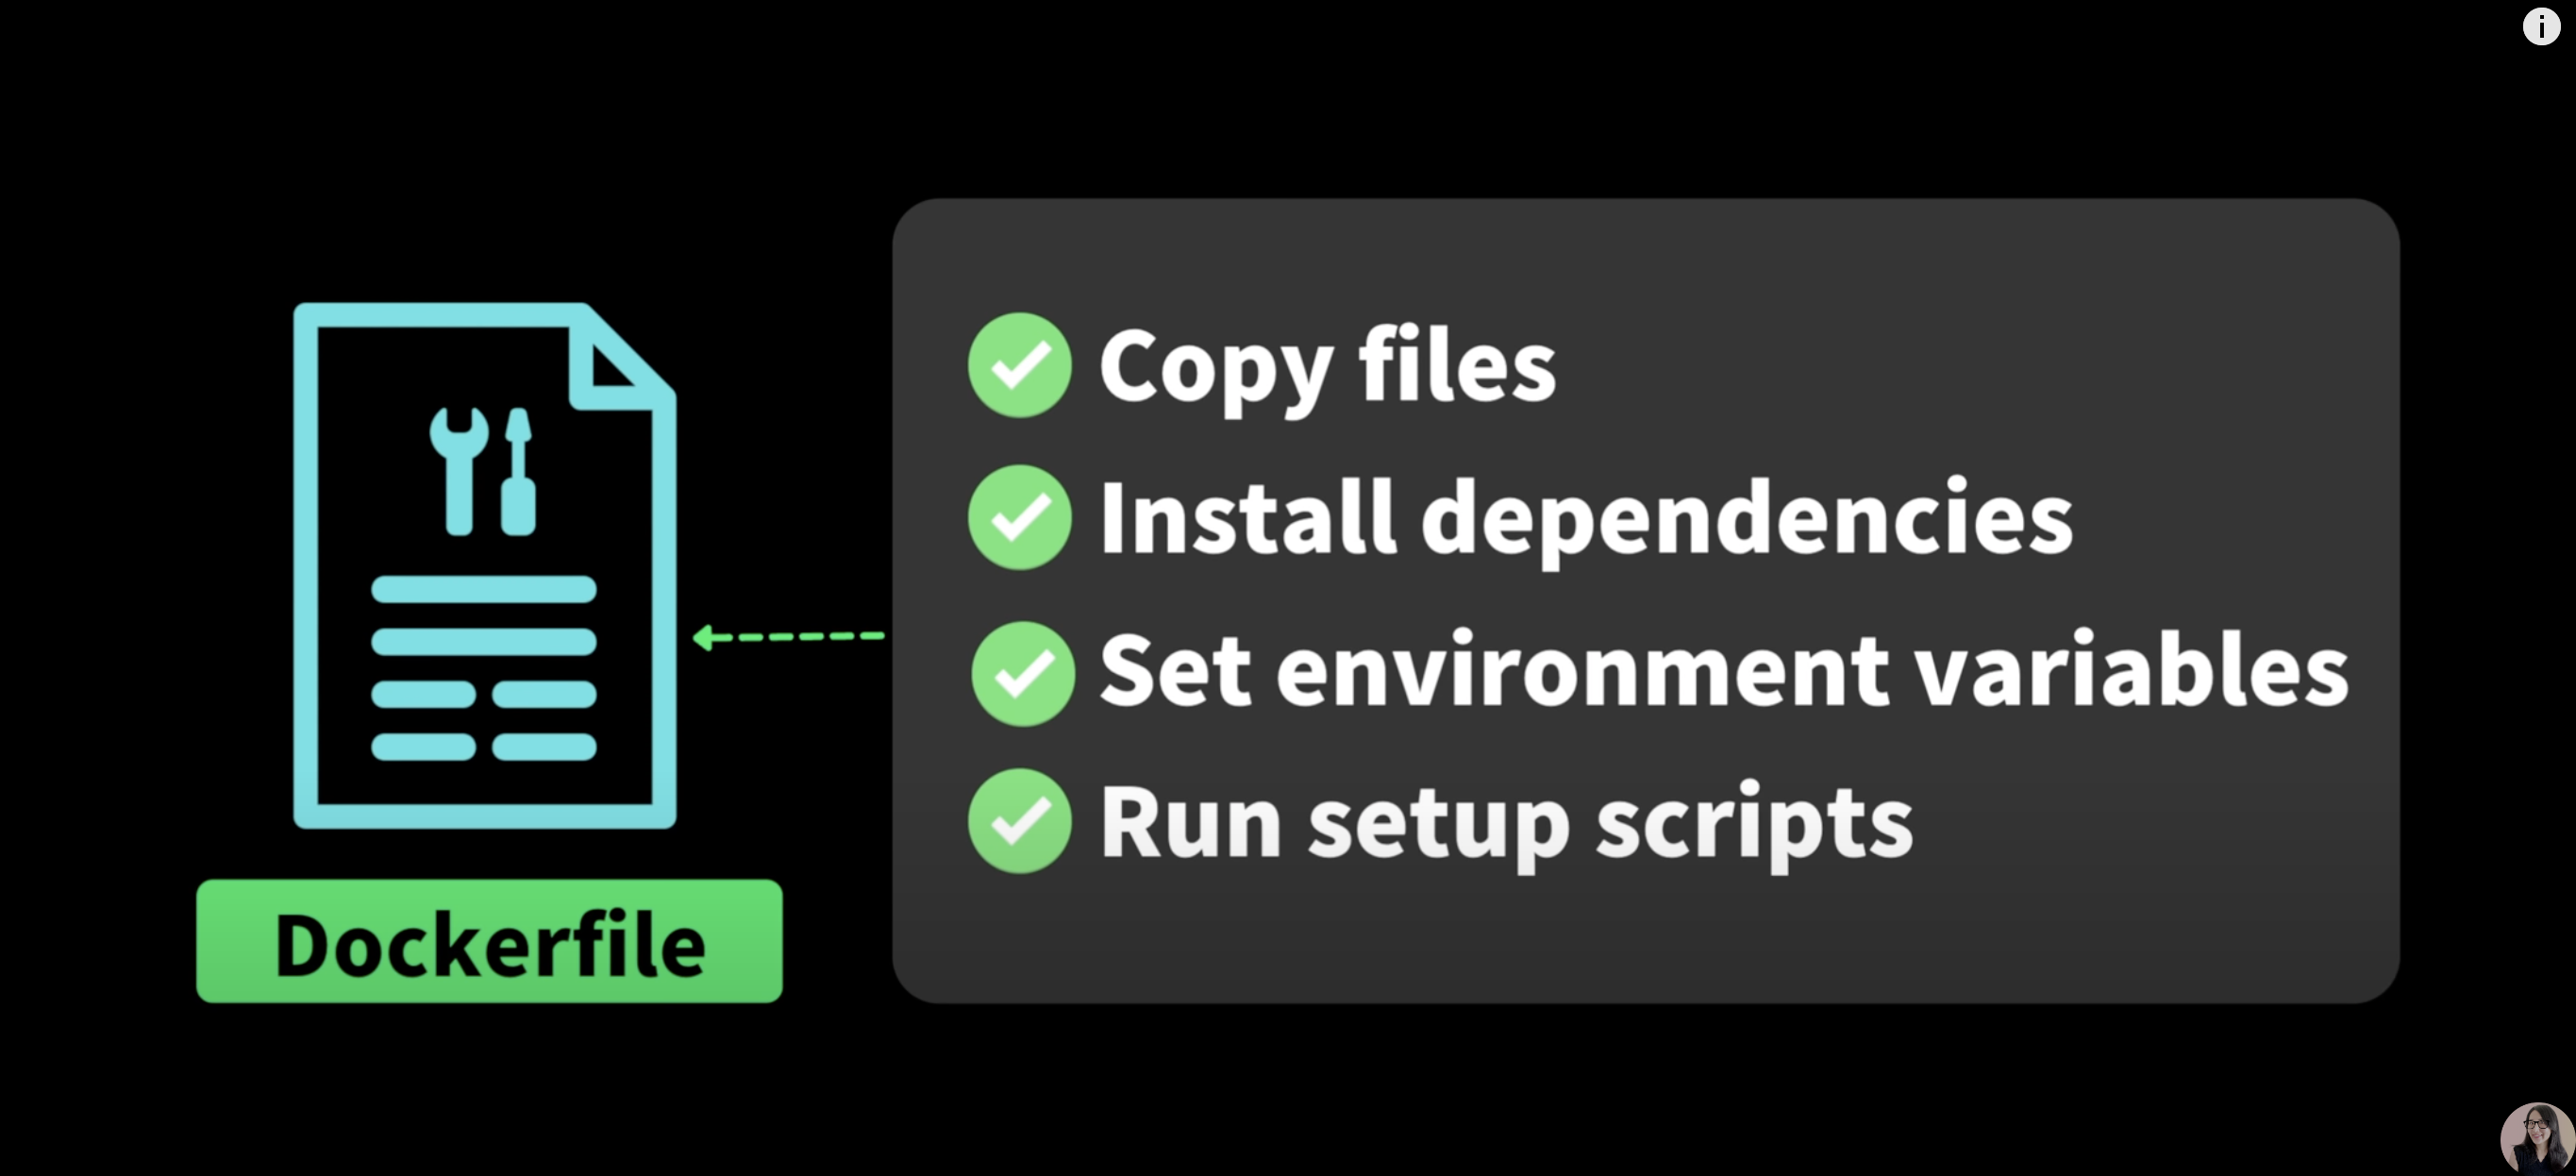 i
Copy files
Install dependencies
Set environment variables
Run setup scripts
Dockerfile